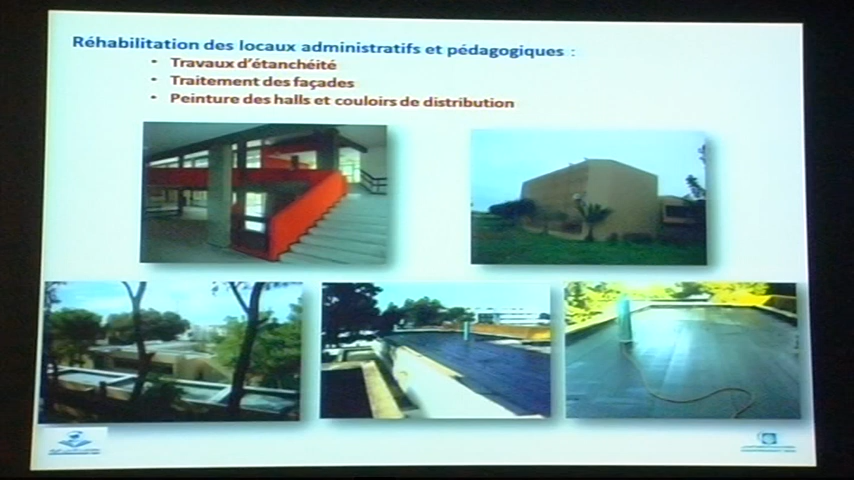 Réhabilitation des locaux administratifs et pédagogiques :
• Travaux d'étanchéité
• Traitement des façades
• Peinture des halls et couloirs de distribution